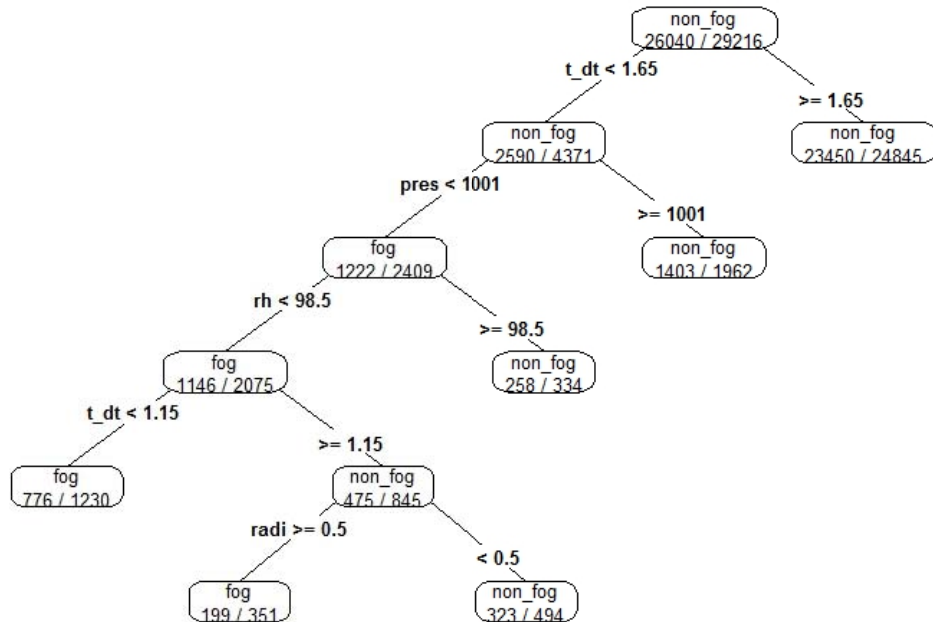 non_fog
26040 / 29216
t_dt < 1.65
>= 1.65
non_fog
2590 / 4371
non_fog
23450 / 24845
pres < 1001
>= 1001
fog
1222 / 2409
non_fog
1403 / 1962
rh < 98.5
>= 98.5
fog
1146 / 2075
non_fog
258 / 334
t_dt < 1.15
>= 1.15
fog
776 / 1230
non_fog
475 / 845
radi >= 0.5
< 0.5
fog
199 / 351
non_fog
323 / 494